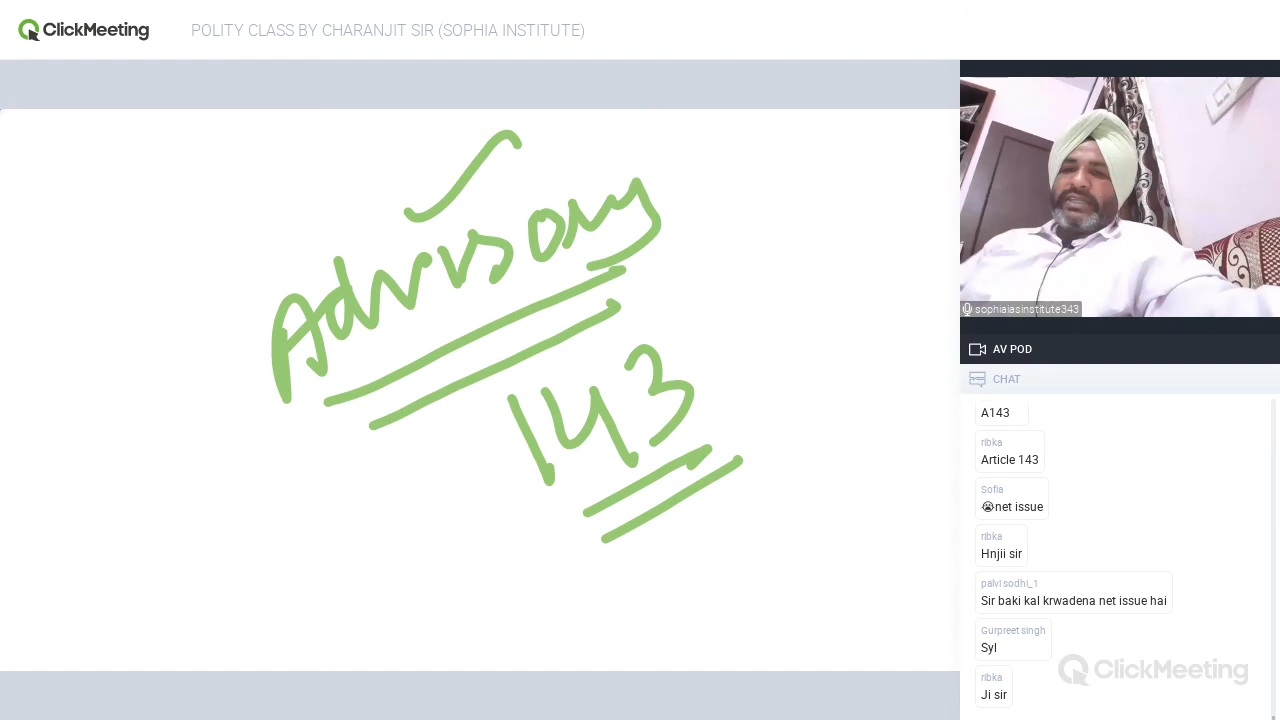 ClickMeeting
POLITY CLASS BY CHARANJIT SIR (SOPHIA INSTITUTE)
Advisory
143
sophiaiasinstitute343
AV POD
CHAT
A143
ribka
Article 143
Sofia
😭net issue
ribka
Hnjii sir
palvi sodhi_1
Sir baki kal krwadena net issue hai
Gurpreet singh
Syl
ribka
Ji sir
ClickMeeting